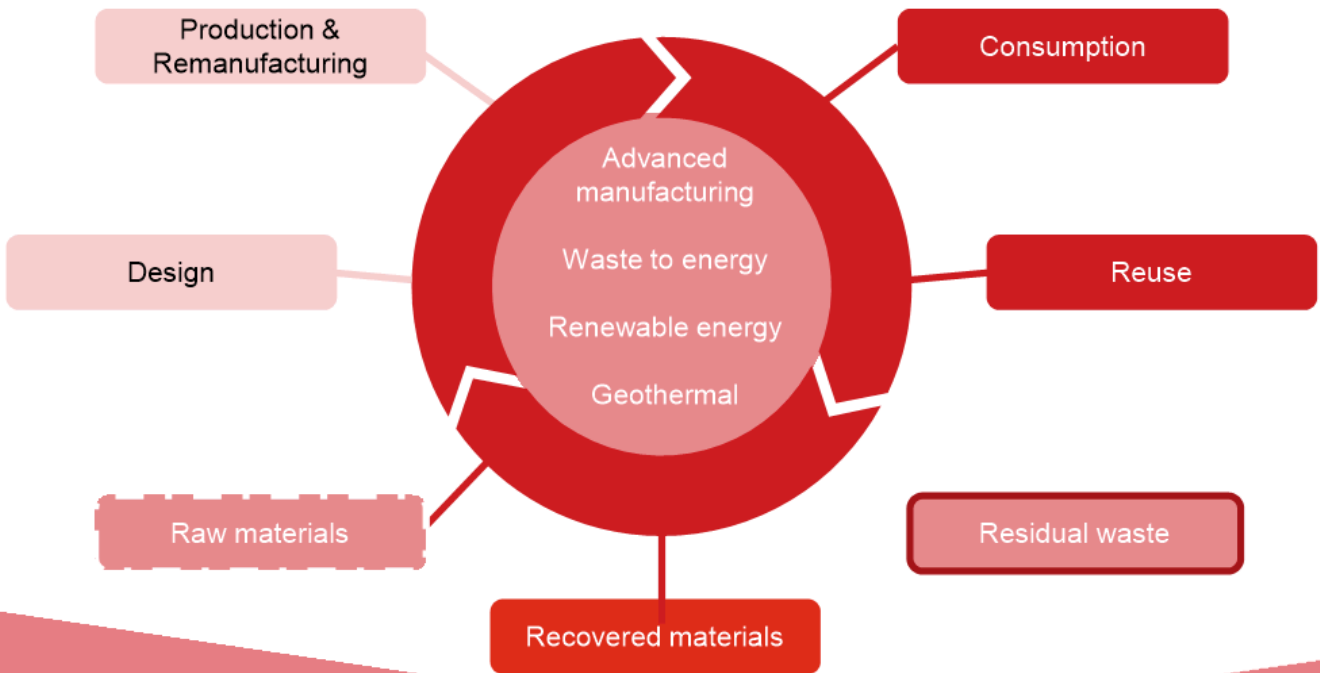 Production &
Remanufacturing
Consumption
Advanced
manufacturing
Waste to energy
Renewable energy
Geothermal
Design
Reuse
Raw materials
Residual waste
Recovered materials